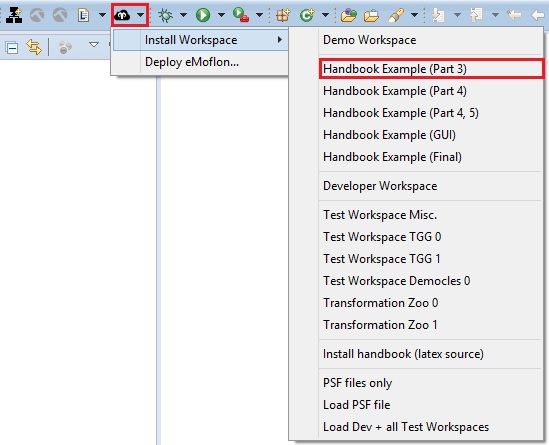 Install Workspace
Deploy eMoflon...
Demo Workspace
Handbook Example (Part 3)
Handbook Example (Part 4)
Handbook Example (Part 4, 5)
Handbook Example (GUI)
Handbook Example (Final)
Developer Workspace
Test Workspace Misc.
Test Workspace TGG 0
Test Workspace TGG 1
Test Workspace Democles 0
Transformation Zoo 0
Transformation Zoo 1
Install handbook (latex source)
PSF files only
Load PSF file
Load Dev + all Test Workspaces